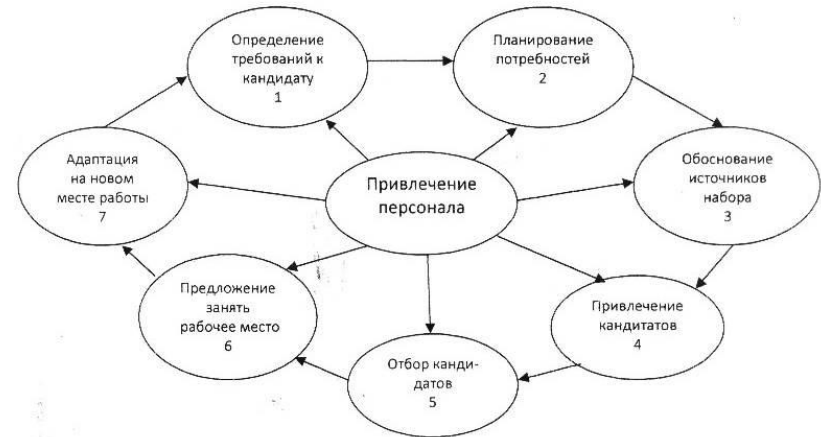 Определение
требований к
кандидату
1
Планирование
потребностей
2
Обоснование
источников
набора
3
Привлечение
кандитатов
4
Отбор канди-
датов
5
Предложение
занять
рабочее место
6
Адаптация
на новом
месте работы
7
Привлечение
персонала